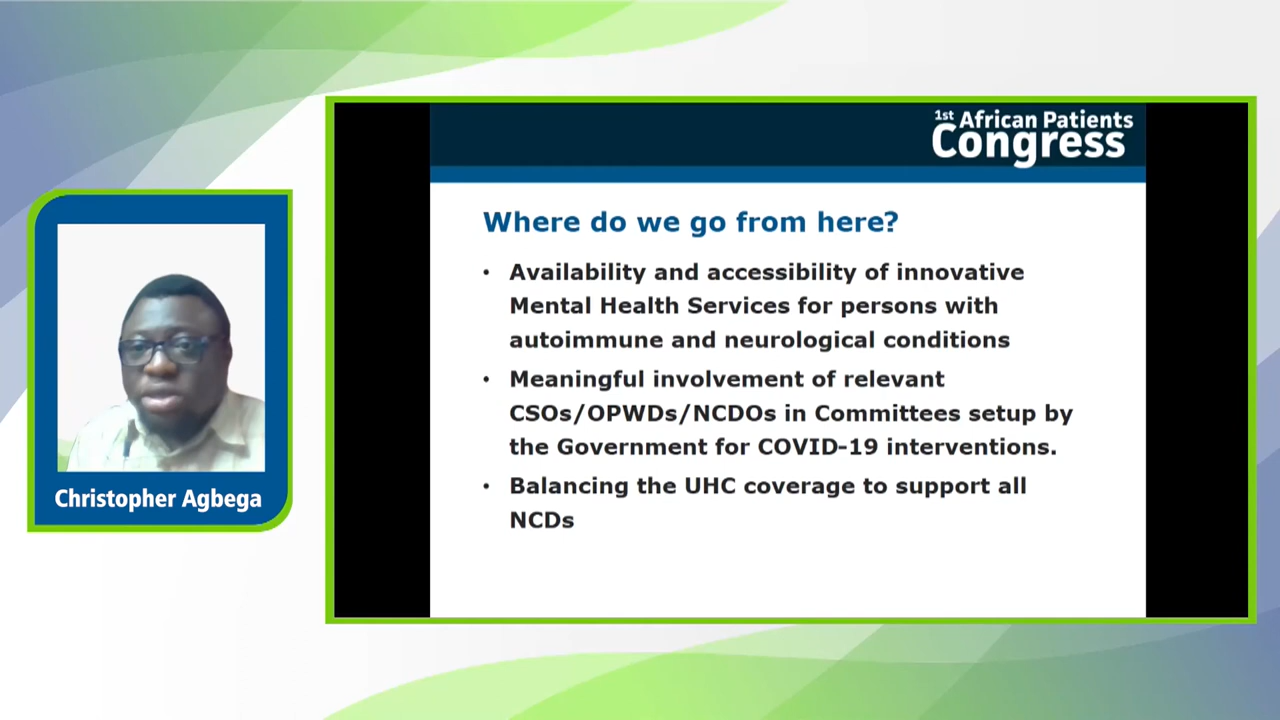 1st African Patients
Congress
Where do we go from here?
• Availability and accessibility of innovative
Mental Health Services for persons with
autoimmune and neurological conditions
• Meaningful involvement of relevant
CSOs/OPWDs/NCDOs in Committees setup by
the Government for COVID-19 interventions.
• Balancing the UHC coverage to support all
NCDs
Christopher Agbega